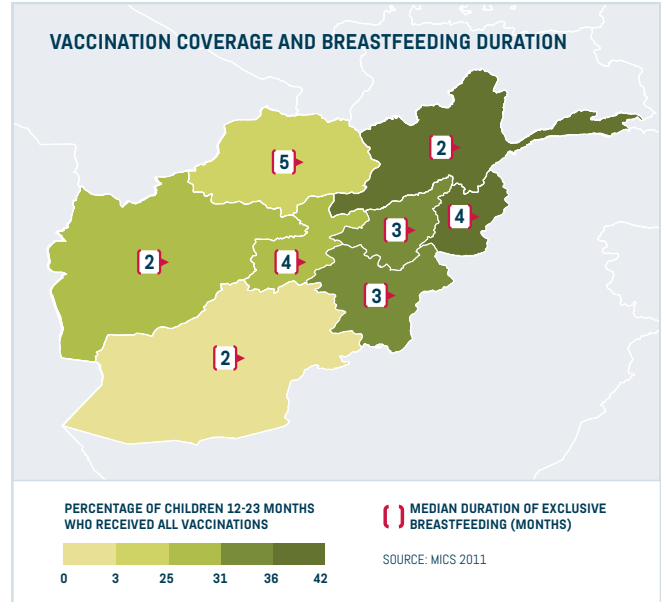 VACCINATION COVERAGE AND BREASTFEEDING DURATION
5
2
4
3
2
4
3
2
PERCENTAGE OF CHILDREN 12-23 MONTHS
WHO RECEIVED ALL VACCINATIONS
0 3 25 31 36 42
MEDIAN DURATION OF EXCLUSIVE
BREASTFEEDING (MONTHS)
SOURCE: MICS 2011